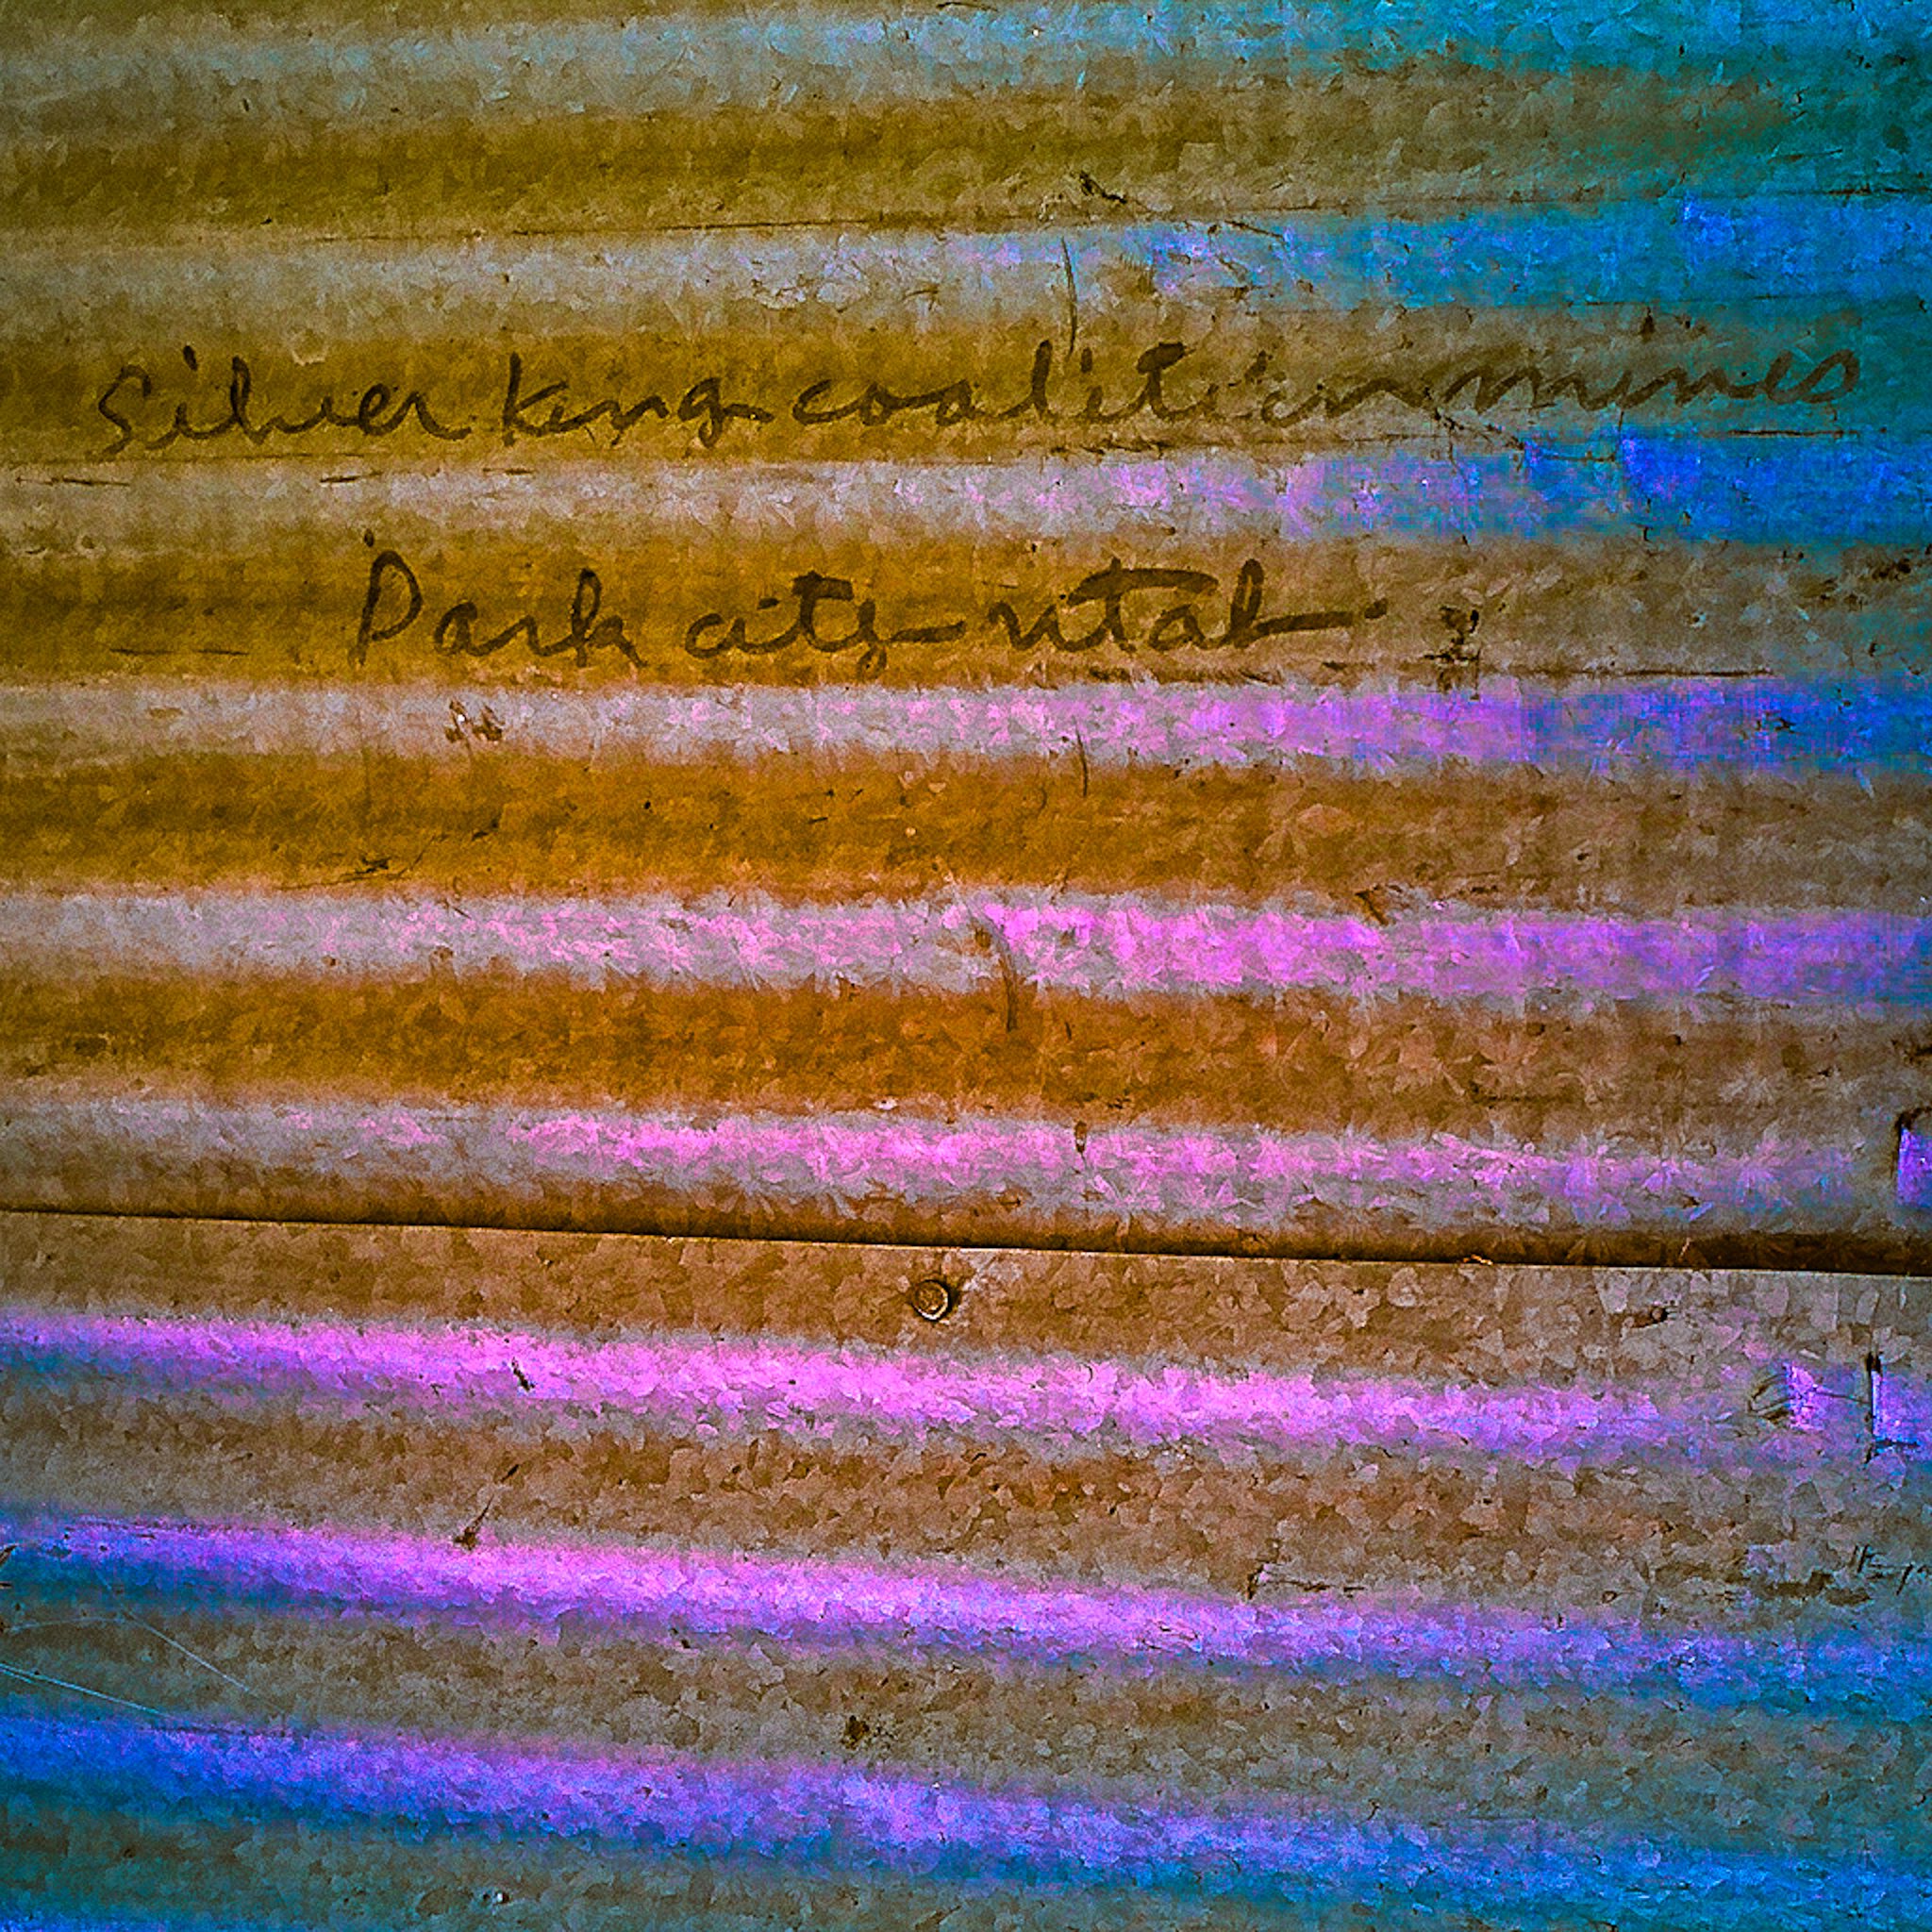 Silver King coalition mines
Park city utah